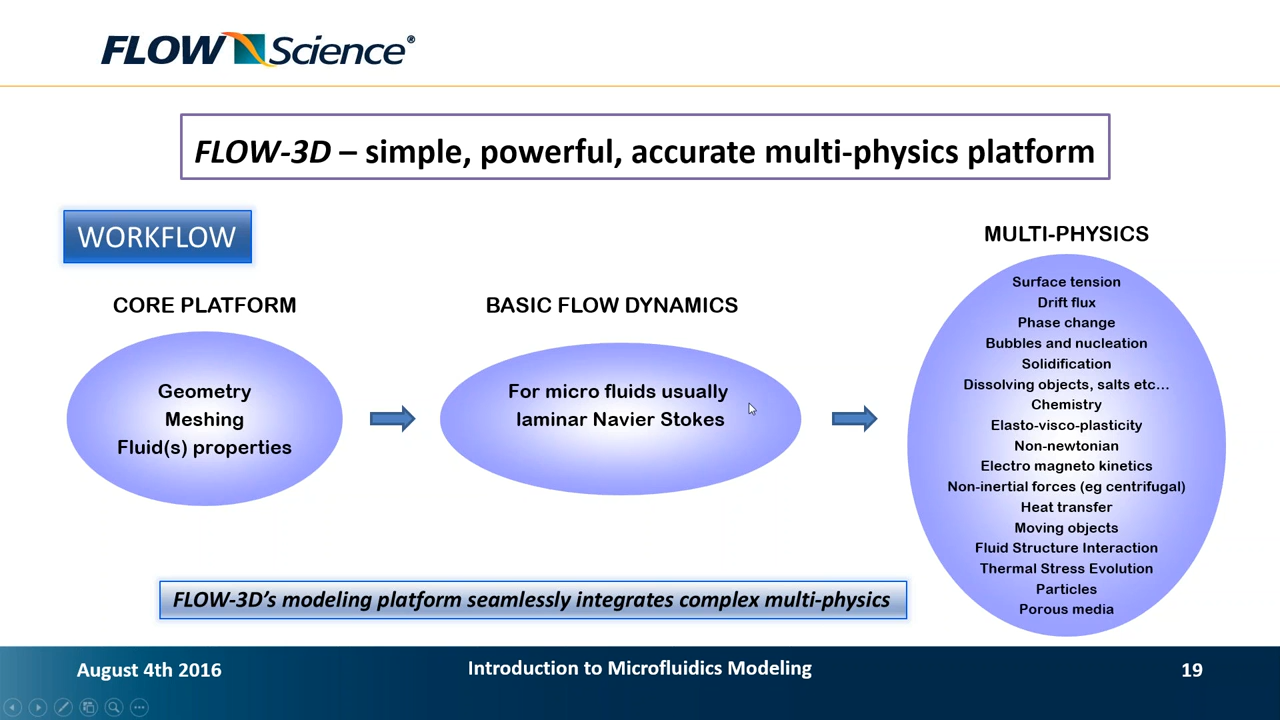 FLOW Science®
FLOW-3D – simple, powerful, accurate multi-physics platform
WORKFLOW
CORE PLATFORM
Geometry
Meshing
Fluid(s) properties
BASIC FLOW DYNAMICS
For micro fluids usually
laminar Navier Stokes
MULTI-PHYSICS
Surface tension
Drift flux
Phase change
Bubbles and nucleation
Solidification
Dissolving objects, salts etc...
Chemistry
Elasto-visco-plasticity
Non-newtonian
Electro magneto kinetics
Non-inertial forces (eg centrifugal)
Heat transfer
Moving objects
Fluid Structure Interaction
Thermal Stress Evolution
Particles
Porous media
FLOW-3D’s modeling platform seamlessly integrates complex multi-physics
August 4th 2016
Introduction to Microfluidics Modeling
19